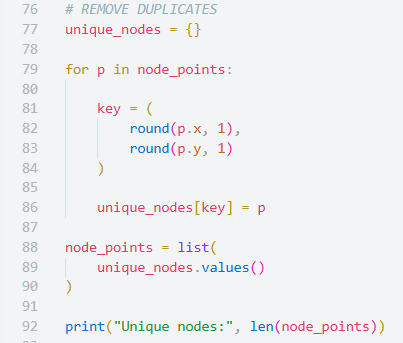 76 # REMOVE DUPLICATES
77 unique_nodes = {}
78
79 for p in node_points:
80
81     key = (
82         round(p.x, 1),
83         round(p.y, 1)
84     )
85
86     unique_nodes[key] = p
87
88 node_points = list(
89     unique_nodes.values()
90 )
91
92 print("Unique nodes:", len(node_points))